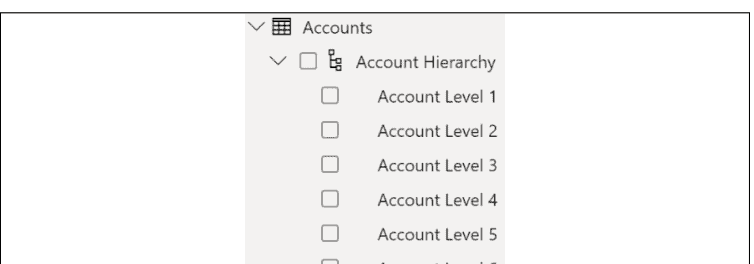 Accounts
Account Hierarchy
Account Level 1
Account Level 2
Account Level 3
Account Level 4
Account Level 5